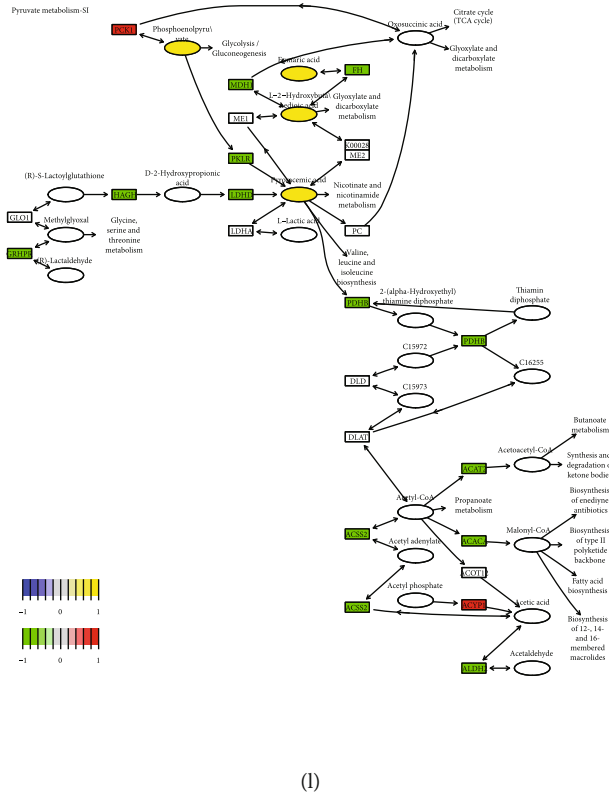 Pyruvate metabolism-SI
PCK1
Phosphoenolpyru\
vate
Glycolysis /
Gluconeogenesis
Oxosuccinic acid
Citrate cycle
(TCA cycle)
Glyoxylate and
dicarboxylate
metabolism
Fumaric acid
FH
MDH1
L-2-Hydroxybuta\
nedioic acid
Glyoxylate and
dicarboxylate
metabolism
ME1
K00028
ME2
PKLR
Pyroracemic acid
(R)-S-Lactoylglutathione
D-2-Hydroxypropionic
acid
HAGH
LDHD
Nicotinate and
nicotinamide
metabolism
GLO1
Methylglyoxal
Glycine,
serine and
threonine
metabolism
LDHA
L-Lactic acid
PC
GRHPR
(R)-Lactaldehyde
Valine,
leucine and
isoleucine
biosynthesis
PDHB
2-(alpha-Hydroxyethyl)
thiamine diphosphate
Thiamin
diphosphate
PDHB
C15972
C16255
DLD
C15973
DLAT
Butanoate
metabolism
Acetoacetyl-CoA
ACAT2
Synthesis and
degradation of
ketone bodies
Acetyl-CoA
Propanoate
metabolism
Biosynthesis
of enediyne
antibiotics
ACSS2
ACACA
Malonyl-CoA
Biosynthesis
of type II
polyketide
backbone
Acetyl adenylate
ACOT12
Fatty acid
biosynthesis
Acetyl phosphate
ACSS2
ACYP2
Acetic acid
Biosynthesis
of 12-, 14-
and 16-
membered
macrolides
ALDH2
Acetaldehyde
−1 0 1
−1 0 1
(l)